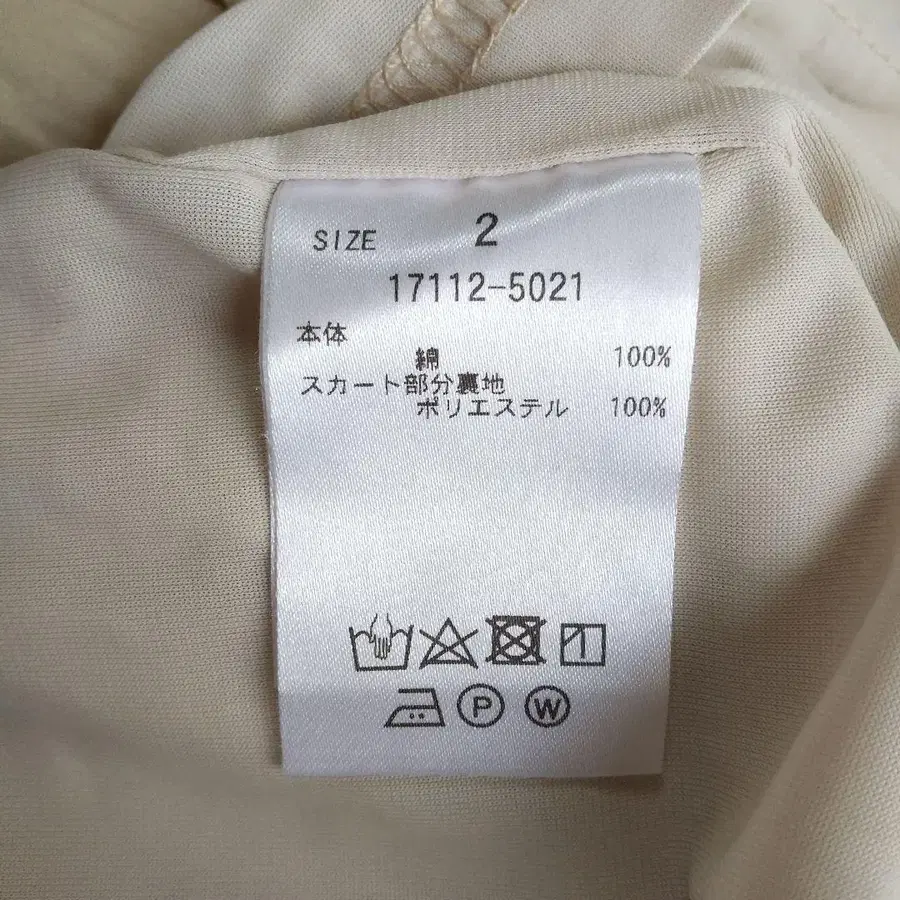 SIZE 2
17112-5021
本体
綿 100%
スカート部分裏地
ポリエステル 100%
P W